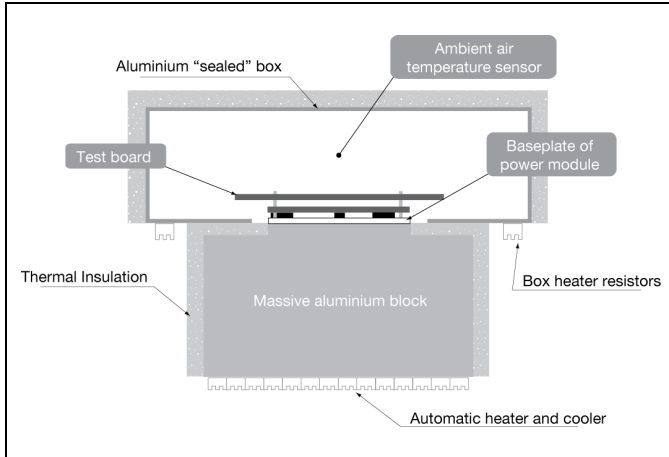 Ambient air
temperature sensor
Aluminium “sealed” box
Test board
Baseplate of
power module
Thermal Insulation
Massive aluminium block
Box heater resistors
Automatic heater and cooler